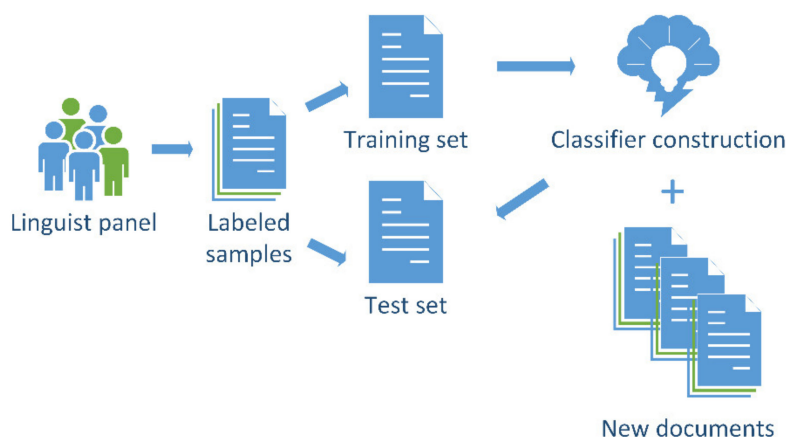 Training set
Classifier construction
Linguist panel
Labeled
samples
+
Test set
New documents